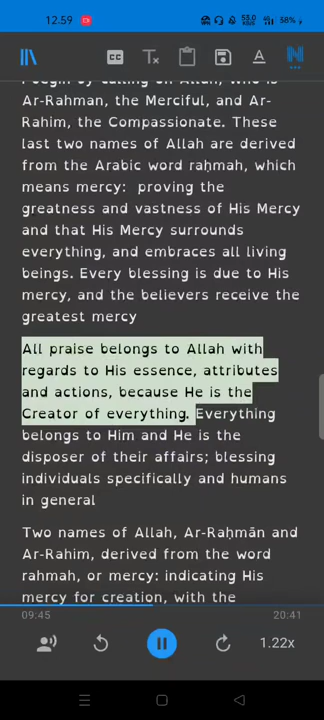 12.59
53.0
KB/S
4G
58%
CC
I begin by calling on Allah, who is
Ar-Rahman, the Merciful, and Ar-
Rahim, the Compassionate. These
last two names of Allah are derived
from the Arabic word raḥmah, which
means mercy: proving the
greatness and vastness of His Mercy
and that His Mercy surrounds
everything, and embraces all living
beings. Every blessing is due to His
mercy, and the believers receive the
greatest mercy
All praise belongs to Allah with
regards to His essence, attributes
and actions, because He is the
Creator of everything. Everything
belongs to Him and He is the
disposer of their affairs; blessing
individuals specifically and humans
in general
Two names of Allah, Ar-Raḥmān and
Ar-Rahim, derived from the word
rahmah, or mercy: indicating His
mercy for creation, with the
09:45
20:41
1.22x